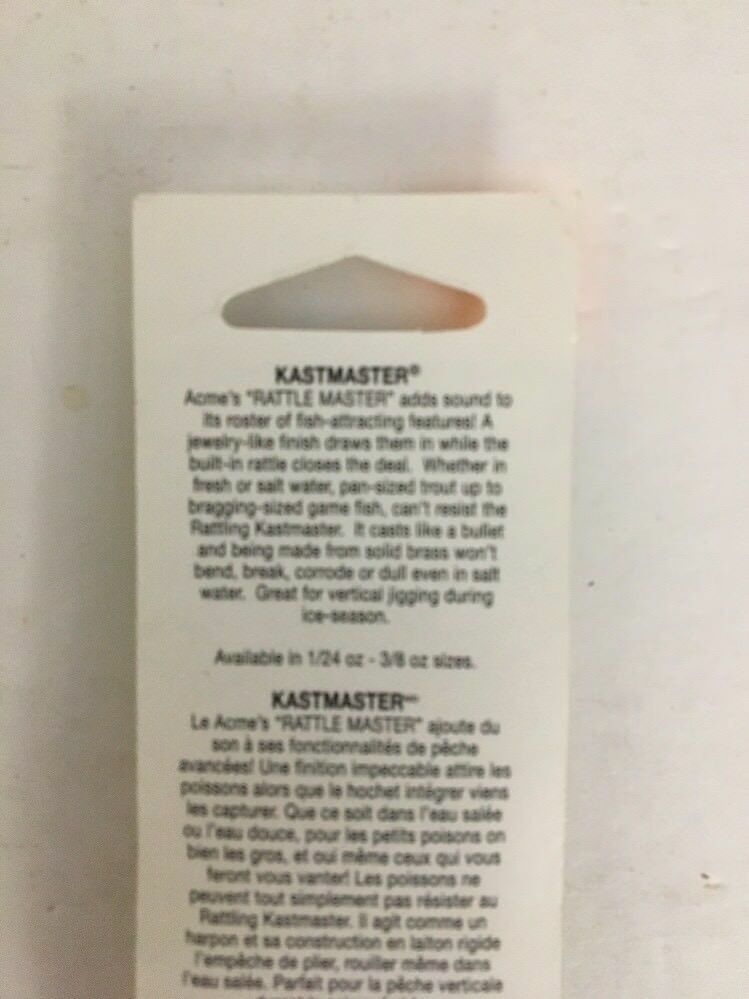 KASTMASTER®
Acme's "RATTLE MASTER" adds sound to
its roster of fish-attracting features! A
jewelry-like finish draws them in while the
built-in rattle closes the deal. Whether in
fresh or salt water, pan-sized trout up to
bragging-sized game fish, can't resist the
Rattling Kastmaster. It casts like a bullet
and being made from solid brass won't
bend, break, corrode or dull even in salt
water. Great for vertical jigging during
ice-season.
Available in 1/24 oz - 3/8 oz sizes.
KASTMASTER
Le Acme's "RATTLE MASTER" ajoute du
son à ses fonctionnalités de pêche
avancées! Une finition impeccable attire les
poissons alors que le hochet intégrer viens
les capturer. Que ce soit dans l'eau salée
ou l'eau douce, pour les petits poisons on
bien les gros, et oui même ceux qui vous
feront vous vanter! Les poissons ne
peuvent tout simplement pas résister au
Rattling Kastmaster. Il agit comme un
harpon et sa construction en laiton rigide
l'empêche de plier, rouiller même dans
l'eau salée. Parfait pour la pêche verticale